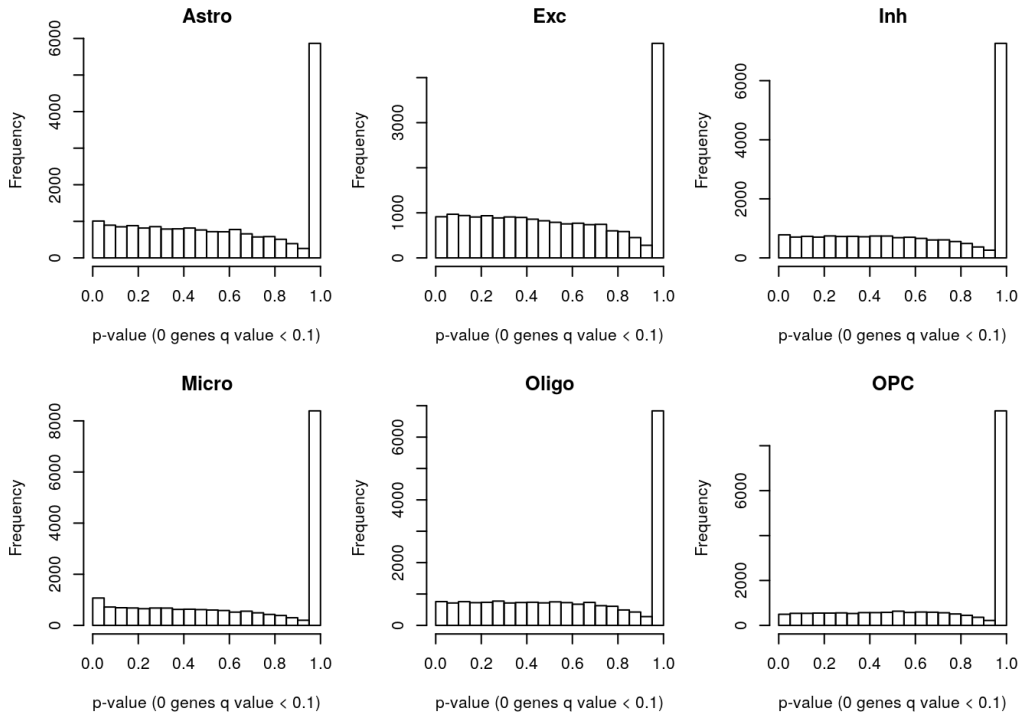 Astro
Frequency
0 2000 4000 6000
0.0 0.2 0.4 0.6 0.8 1.0
p-value (0 genes q value < 0.1)
Exc
Frequency
0 1000 3000
0.0 0.2 0.4 0.6 0.8 1.0
p-value (0 genes q value < 0.1)
Inh
Frequency
0 2000 4000 6000
0.0 0.2 0.4 0.6 0.8 1.0
p-value (0 genes q value < 0.1)
Micro
Frequency
0 2000 4000 6000 8000
0.0 0.2 0.4 0.6 0.8 1.0
p-value (0 genes q value < 0.1)
Oligo
Frequency
0 2000 4000 6000
0.0 0.2 0.4 0.6 0.8 1.0
p-value (0 genes q value < 0.1)
OPC
Frequency
0 2000 6000
0.0 0.2 0.4 0.6 0.8 1.0
p-value (0 genes q value < 0.1)